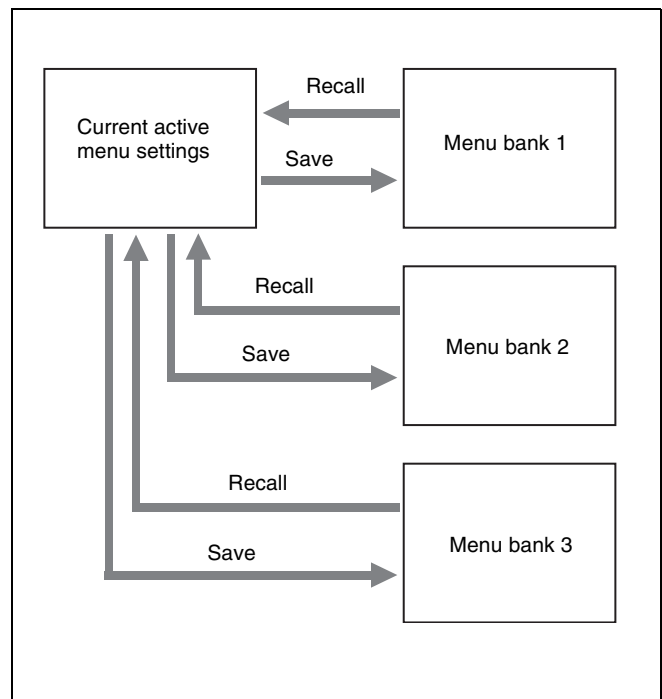 Recall
Current active
menu settings
Menu bank 1
Save
Recall
Menu bank 2
Save
Recall
Menu bank 3
Save